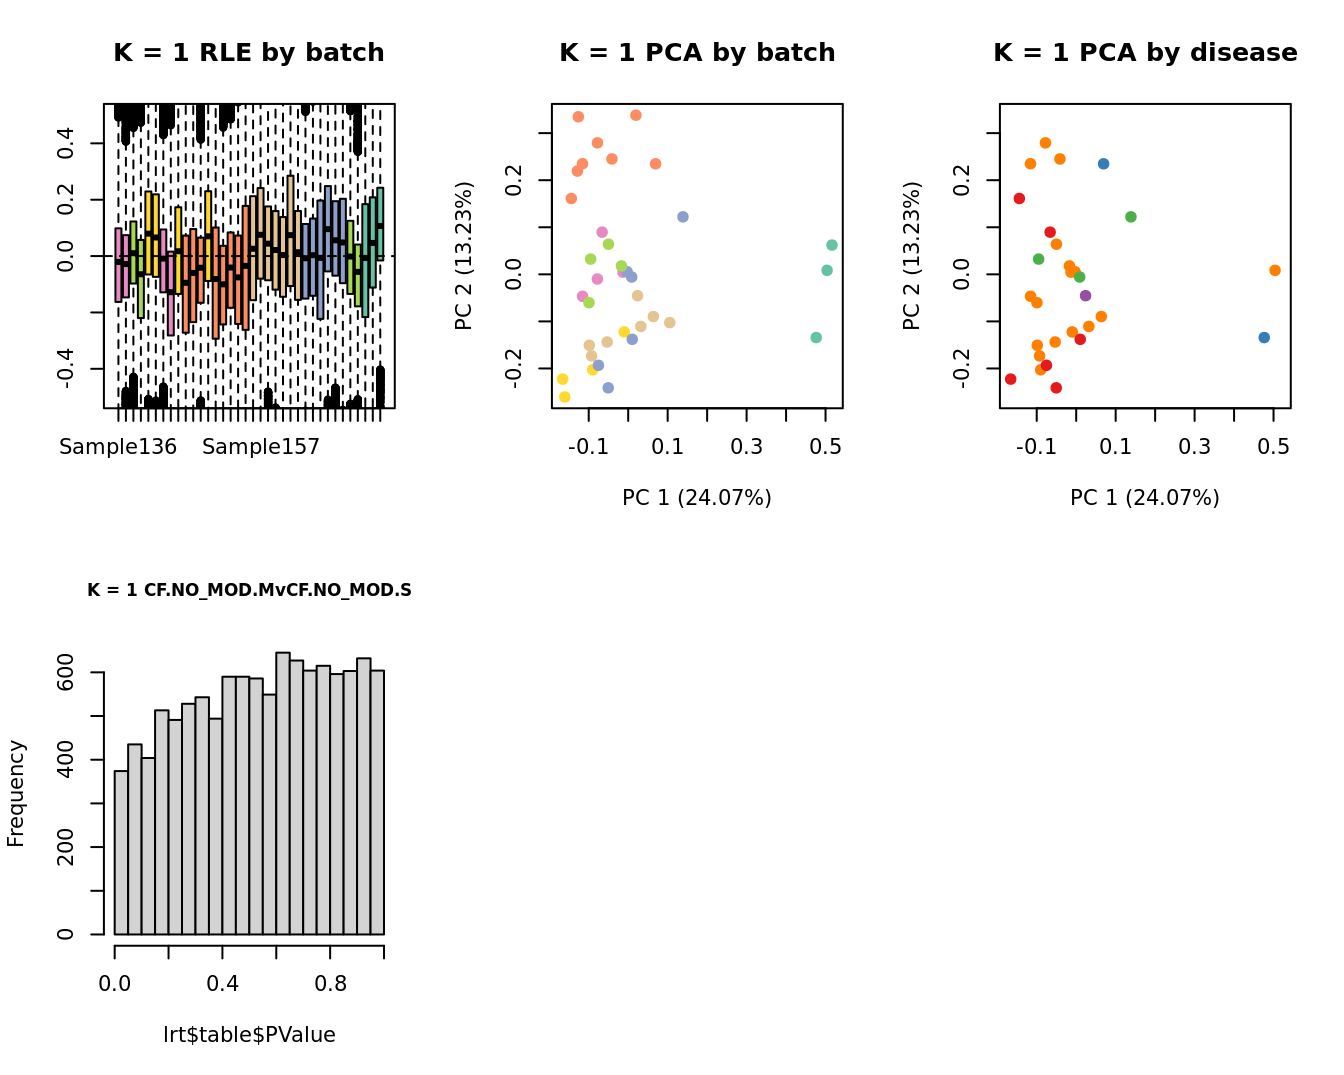 K = 1 RLE by batch
0.4
0.2
0.0
-0.4
Sample136 Sample157
K = 1 PCA by batch
PC 2 (13.23%)
0.2
0.0
-0.2
-0.1 0.1 0.3 0.5
PC 1 (24.07%)
K = 1 PCA by disease
PC 2 (13.23%)
0.2
0.0
-0.2
-0.1 0.1 0.3 0.5
PC 1 (24.07%)
K = 1 CF.NO_MOD.MvCF.NO_MOD.S
Frequency
600
400
200
0
0.0 0.4 0.8
lrt$table$PValue